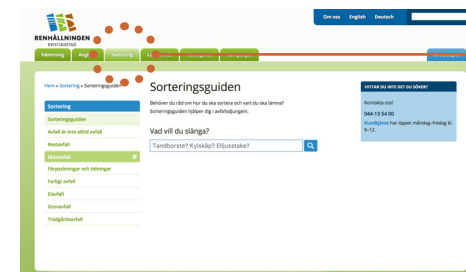 RENHÅLLNINGEN
KRISTIANSTAD
Om oss English Deutsch
Hämtning
Sortering
Hem » Sortering » Sorteringsguiden
Sortering
Sorteringsguiden
Avfall är inte alltid avfall
Restavfall
Matavfall
Förpackningar och tidningar
Farligt avfall
Elavfall
Grovavfall
Trädgårdsavfall
Sorteringsguiden
Behöver du råd om hur du ska sortera och vart du ska lämna?
Sorteringsguiden hjälper dig i avfallsdjungeln.
Vad vill du slänga?
Tandborste? Kylskåp? Elljusstake?
HITTAR DU INTE DET DU SÖKER?
Kontakta oss!
044-13 54 00
Kundtjänst har öppet måndag-fredag kl.
9-12.